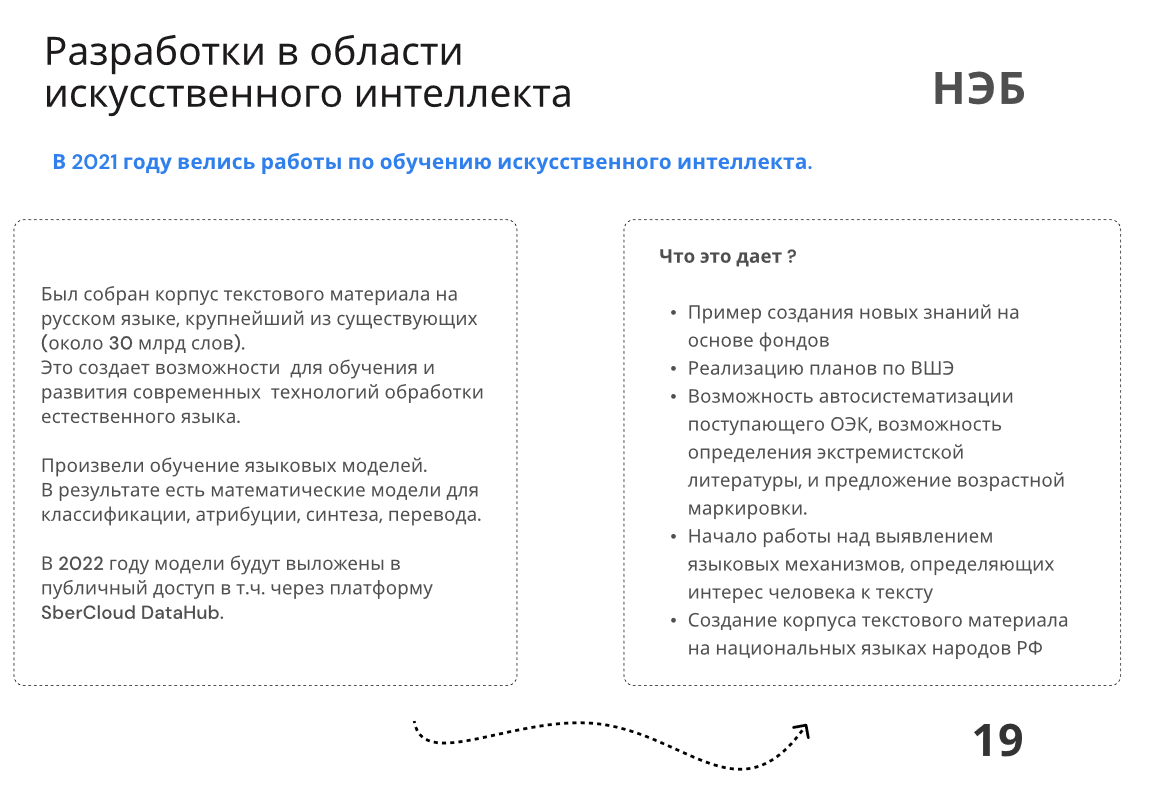 Разработки в области
искусственного интеллекта
НЭБ
В 2021 году велись работы по обучению искусственного интеллекта.
Был собран корпус текстового материала на
русском языке, крупнейший из существующих
(около 30 млрд слов).
Это создает возможности  для обучения и
развития современных  технологий обработки
естественного языка.
Произвели обучение языковых моделей.
В результате есть математические модели для
классификации, атрибуции, синтеза, перевода.
В 2022 году модели будут выложены в
публичный доступ в т.ч. через платформу
SberCloud DataHub.
Что это дает ?
• Пример создания новых знаний на
основе фондов
• Реализацию планов по ВШЭ
• Возможность автосистематизации
поступающего ОЭК, возможность
определения экстремистской
литературы, и предложение возрастной
маркировки.
• Начало работы над выявлением
языковых механизмов, определяющих
интерес человека к тексту
• Создание корпуса текстового материала
на национальных языках народов РФ
19